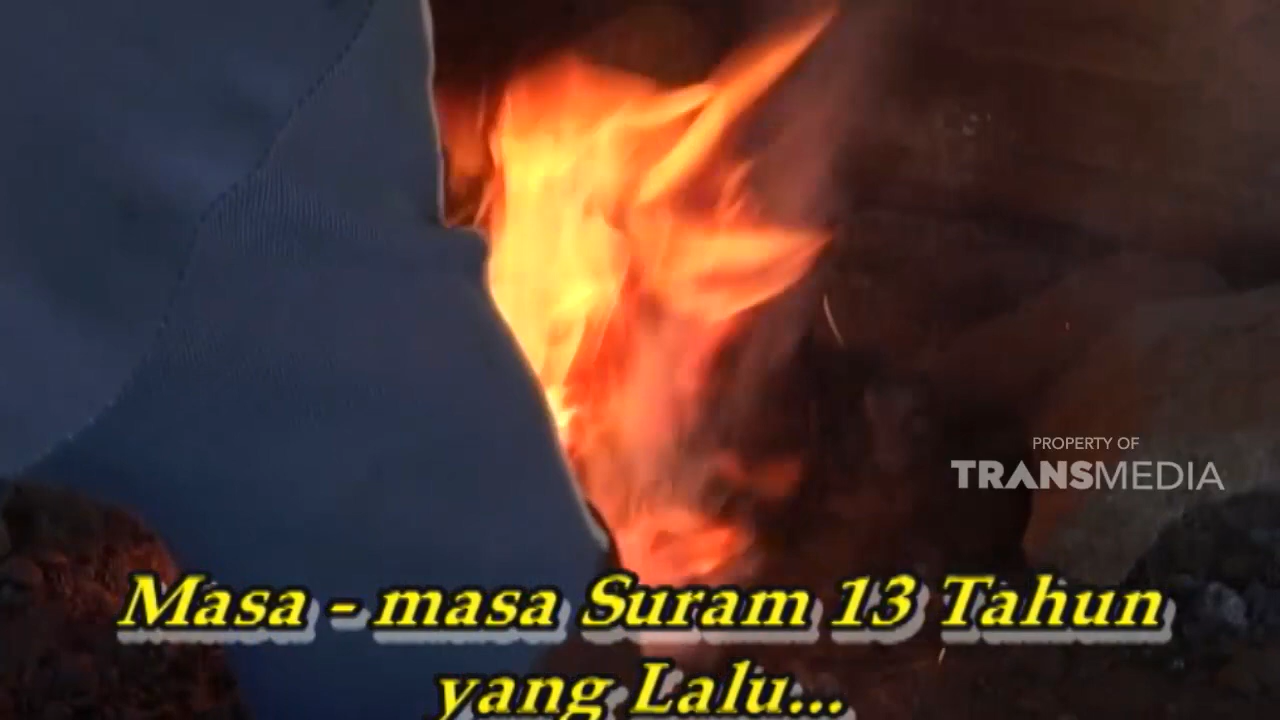 PROPERTY OF
TRANSMEDIA
Masa - masa Suram 13 Tahun
yang Lalu...